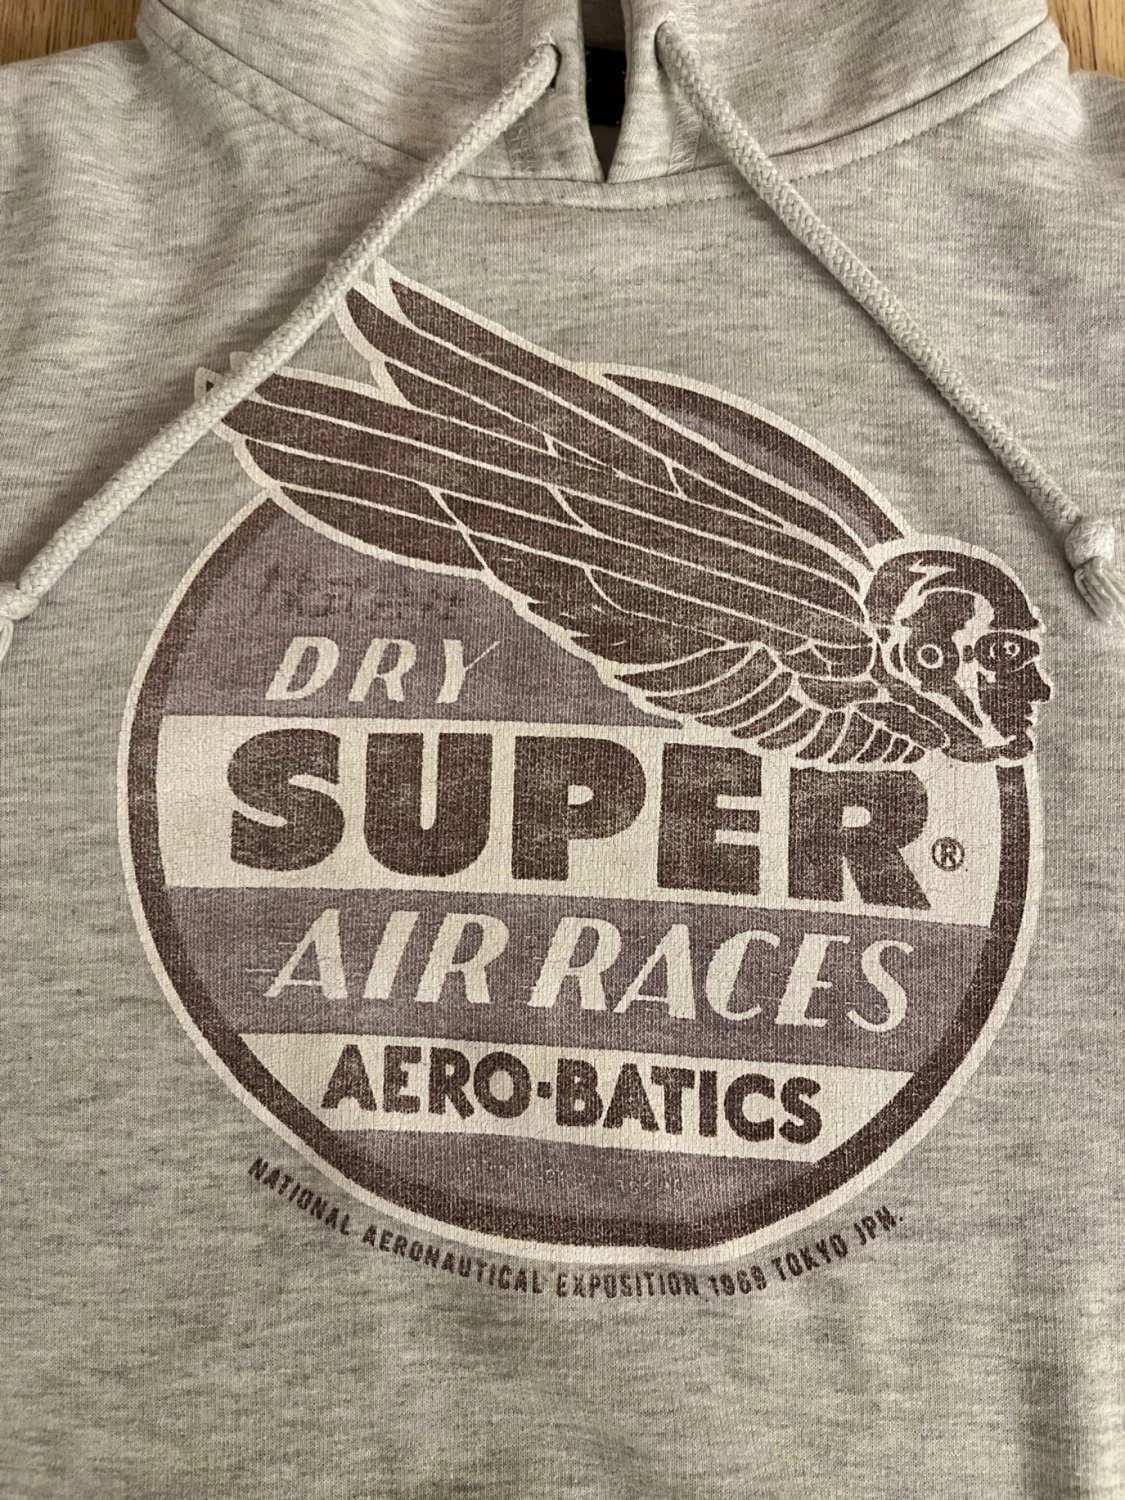 DRY
SUPER®
AIR RACES
AERO-BATICS
NATIONAL AERONAUTICAL EXPOSITION 1969 TOKYO JPN.